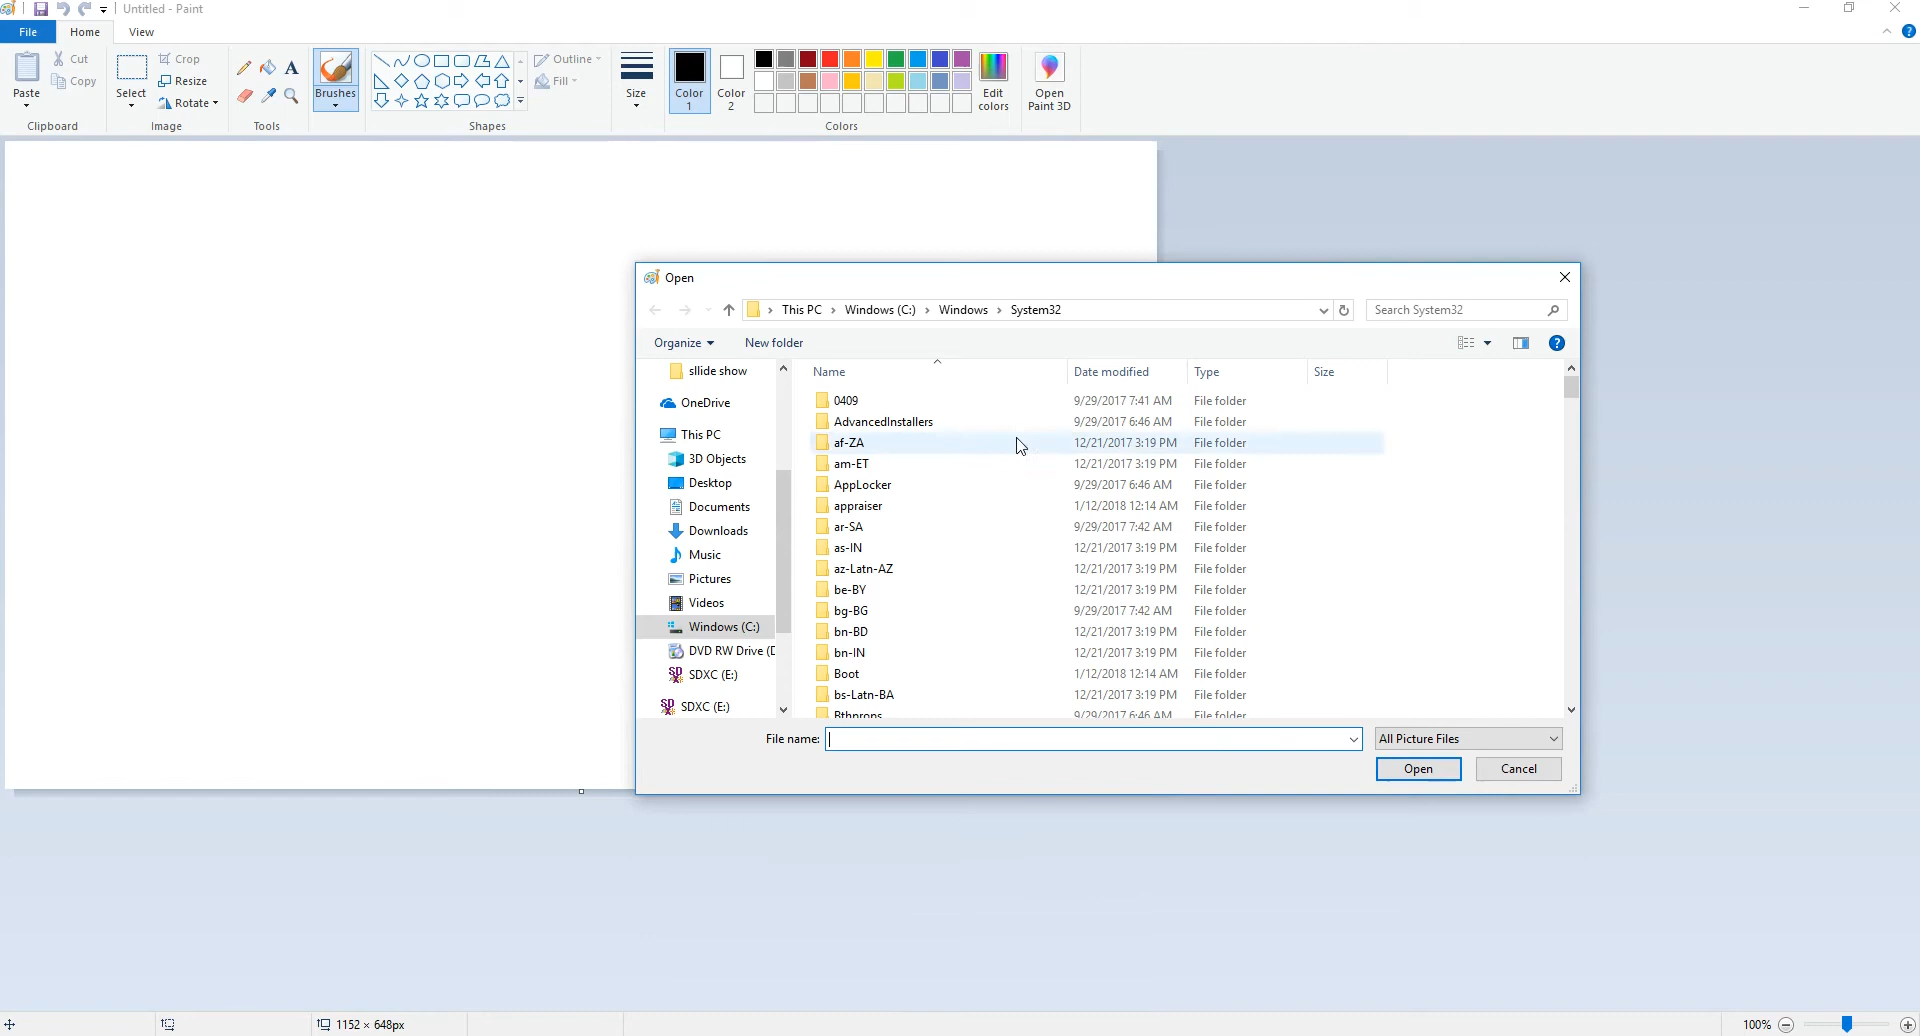 Untitled - Paint
File
Home
View
Paste
Cut
Copy
Clipboard
Select
Crop
Resize
Rotate
Image
A
Tools
Brushes
Shapes
Outline
Fill
Size
Color
1
Color
2
Edit
colors
Colors
Open
Paint 3D
Open
This PC
Windows (C:)
Windows
System32
Search System32
Organize
New folder
sllide show
OneDrive
This PC
3D Objects
Desktop
Documents
Downloads
Music
Pictures
Videos
Windows (C:)
DVD RW Drive (D
SDXC (E:)
SDXC (E:)
Name Date modified Type Size
0409 9/29/2017 7:41 AM File folder
AdvancedInstallers 9/29/2017 6:46 AM File folder
af-ZA 12/21/2017 3:19 PM File folder
am-ET 12/21/2017 3:19 PM File folder
AppLocker 9/29/2017 6:46 AM File folder
appraiser 1/12/2018 12:14 AM File folder
ar-SA 9/29/2017 7:42 AM File folder
as-IN 12/21/2017 3:19 PM File folder
az-Latn-AZ 12/21/2017 3:19 PM File folder
be-BY 12/21/2017 3:19 PM File folder
bg-BG 9/29/2017 7:42 AM File folder
bn-BD 12/21/2017 3:19 PM File folder
bn-IN 12/21/2017 3:19 PM File folder
Boot 1/12/2018 12:14 AM File folder
bs-Latn-BA 12/21/2017 3:19 PM File folder
9/29/2017 6:46 AM File folder
File name:
All Picture Files
Open
Cancel
1152 × 648px
100%